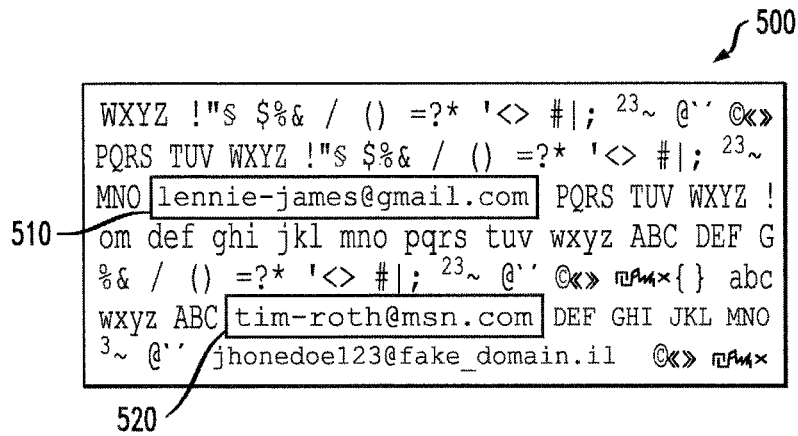 500
WXYZ !"§ $%& / () =?* '<> #|; ²³~ @`´ ©«»
PQRS TUV WXYZ !"§ $%& / () =?* '<> #|; ²³~
MNO lennie-james@gmail.com PQRS TUV WXYZ !
510
om def ghi jkl mno pqrs tuv wxyz ABC DEF G
%& / () =?* '<> #|; ²³~ @`´ ©«» × { } abc
wxyz ABC tim-roth@msn.com DEF GHI JKL MNO
³~ @`´ jhonedoe123@fake_domain.il ©«» ×
520